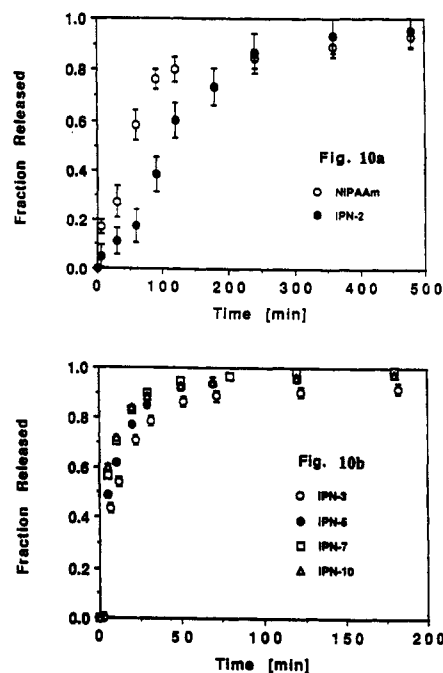 1.0
0.8
0.6
0.4
0.2
0.0
Fraction Released
Fig. 10a
NIPAAm
IPN-2
0 100 200 300 400 500
Time [min]
1.0
0.8
0.6
0.4
0.2
0.0
Fraction Released
Fig. 10b
IPN-3
IPN-5
IPN-7
IPN-10
0 50 100 150 200
Time [min]